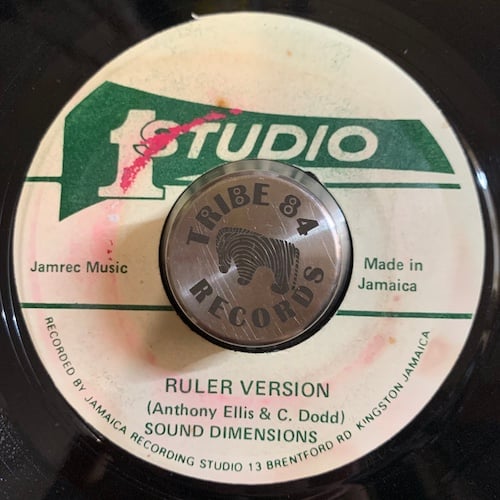 1 STUDIO
TRIBE 84
RECORDS
Jamrec Music
Made in
Jamaica
RULER VERSION
(Anthony Ellis & C. Dodd)
SOUND DIMENSIONS
RECORDED BY JAMAICA RECORDING STUDIO 13 BRENTFORD RD KINGSTON JAMAICA